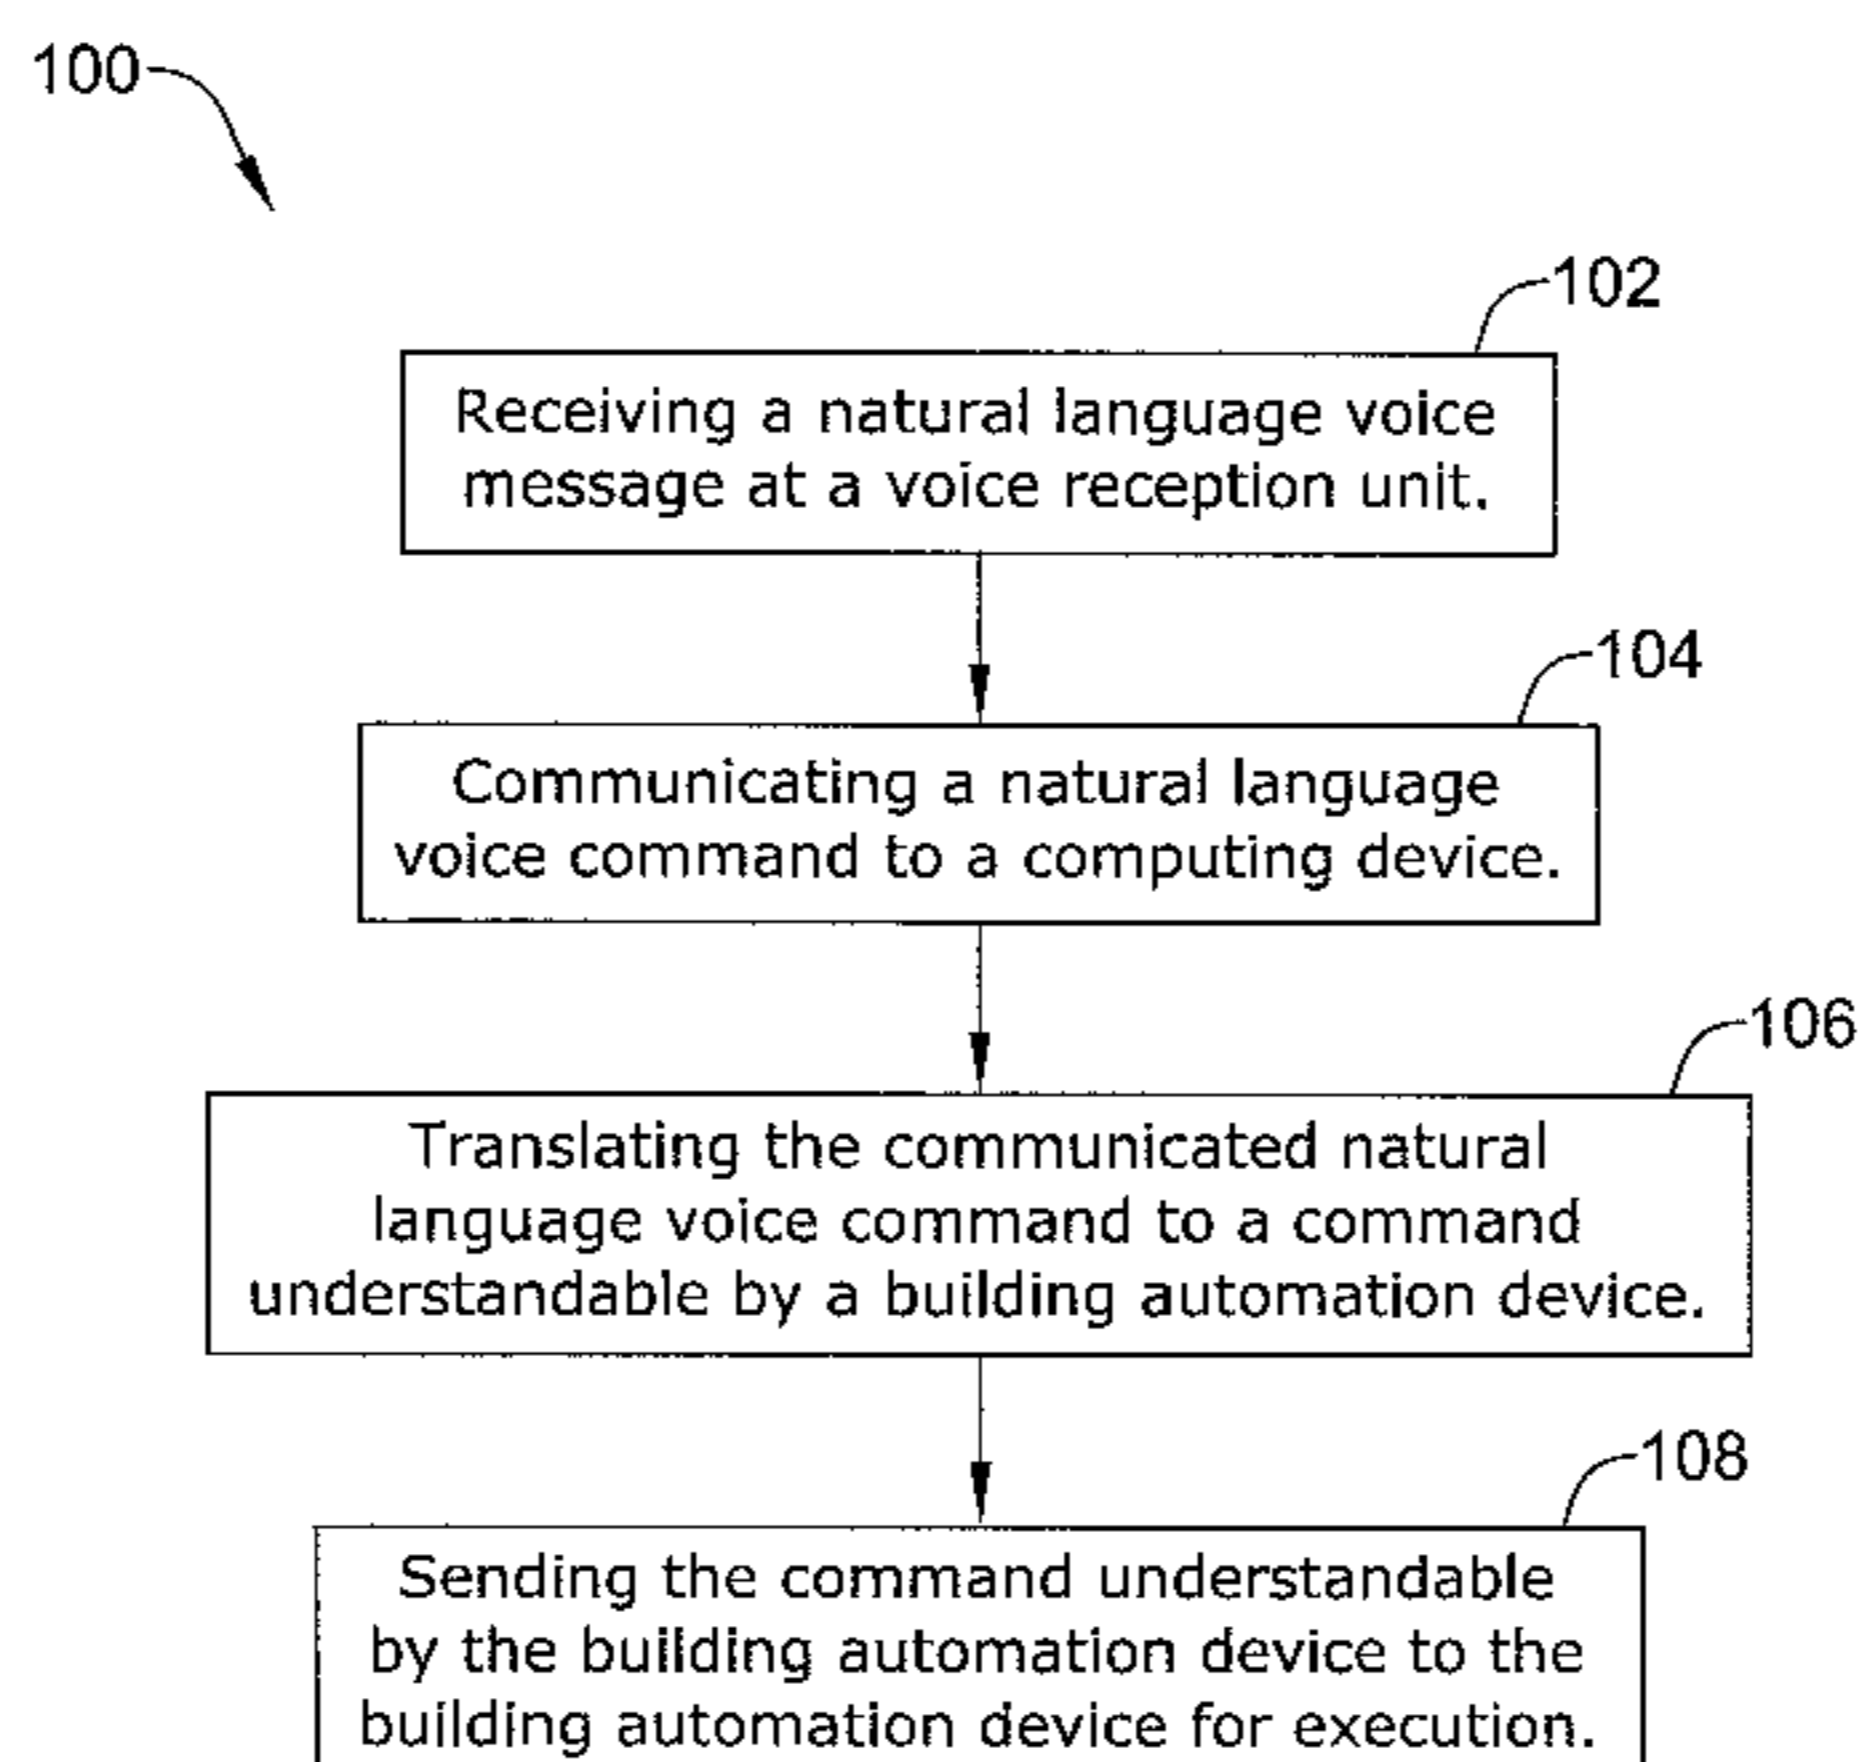 100
102
Receiving a natural language voice
message at a voice reception unit.
104
Communicating a natural language
voice command to a computing device.
106
Translating the communicated natural
language voice command to a command
understandable by a building automation device.
108
Sending the command understandable
by the building automation device to the
building automation device for execution.